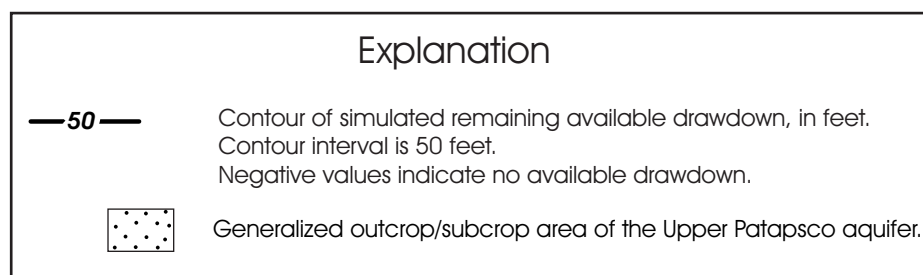 Explanation
50
Contour of simulated remaining available drawdown, in feet.
Contour interval is 50 feet.
Negative values indicate no available drawdown.
Generalized outcrop/subcrop area of the Upper Patapsco aquifer.